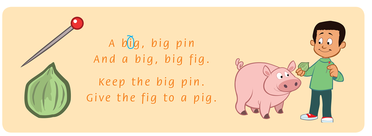 A big, big pin
And a big, big fig.
Keep the big pin.
Give the fig to a pig.